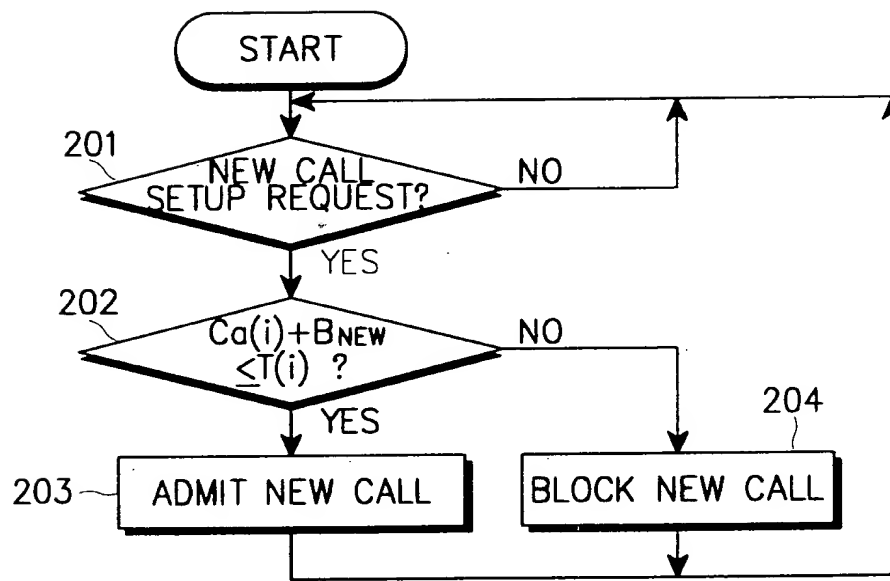 START
201
NEW CALL
SETUP REQUEST?
NO
YES
202
Ca(i)+BNEW
≤T(i) ?
NO
YES
204
203
ADMIT NEW CALL
BLOCK NEW CALL